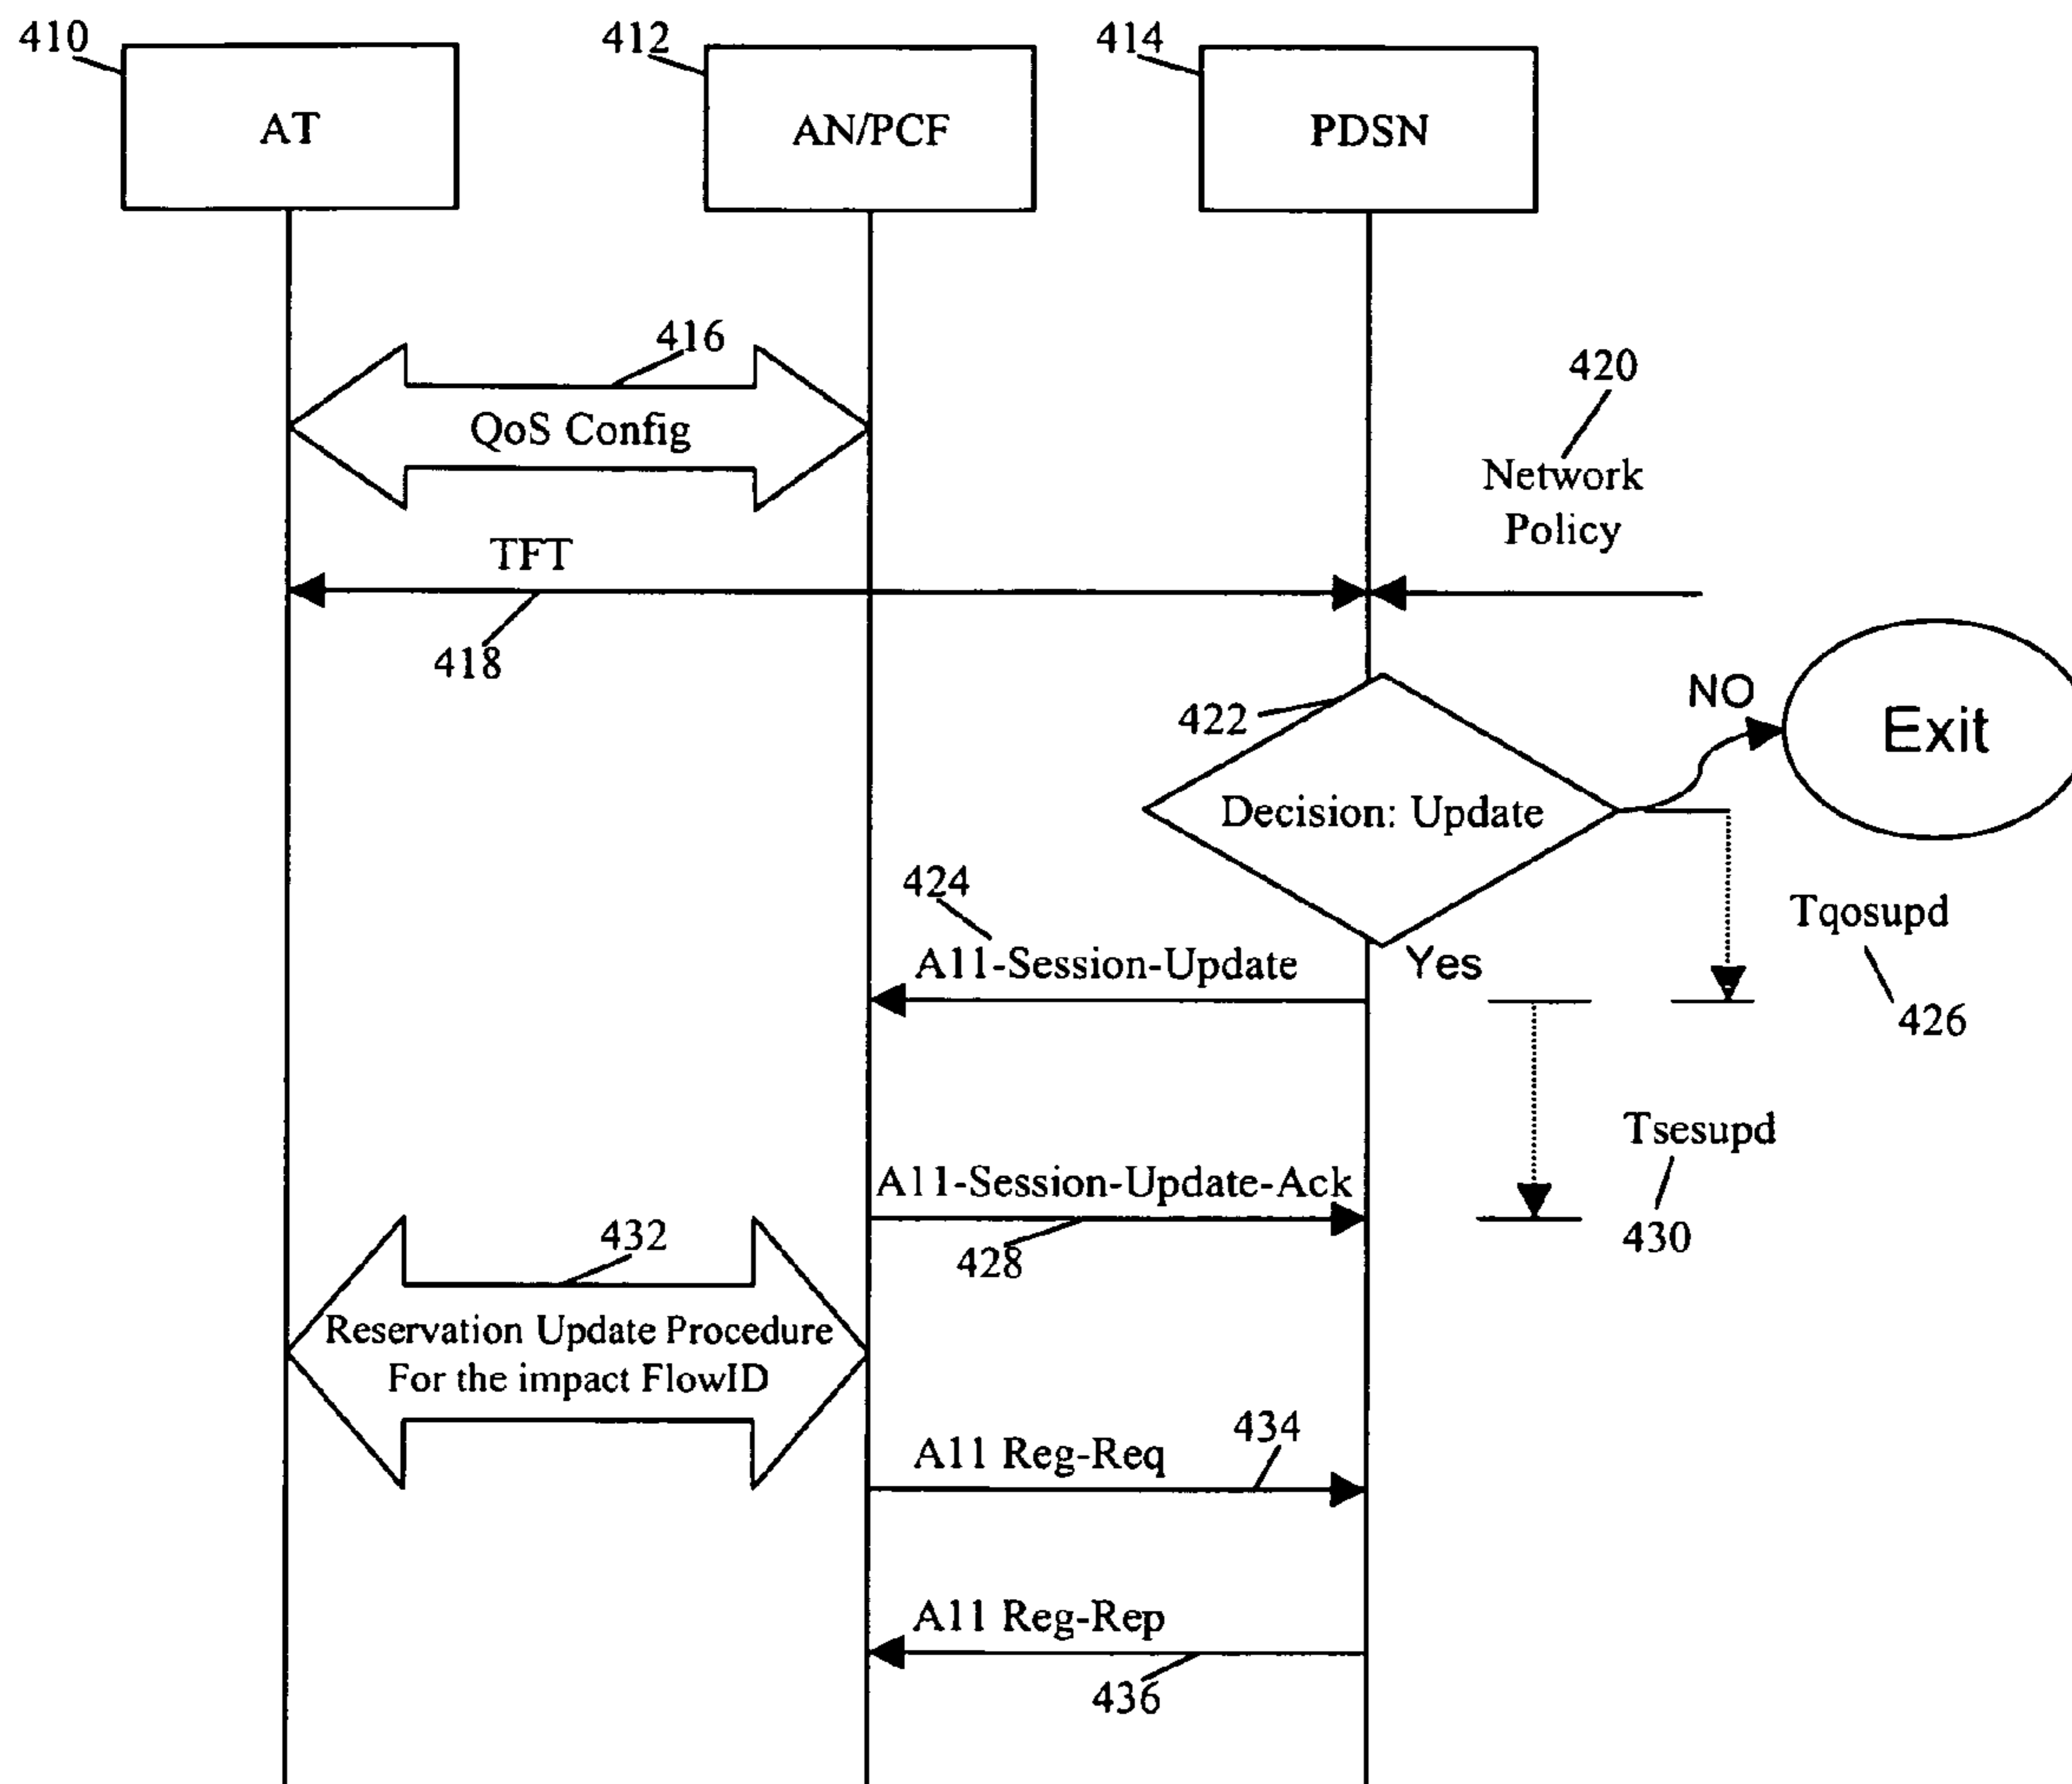 410
412
414
AT
AN/PCF
PDSN
416
QoS Config
420
Network
Policy
TFT
418
422
NO
Exit
Decision: Update
424
A11-Session-Update
Yes
Tqosupd
426
Tsesupd
430
A11-Session-Update-Ack
428
432
Reservation Update Procedure
For the impact FlowID
A11 Reg-Req
434
A11 Reg-Rep
436